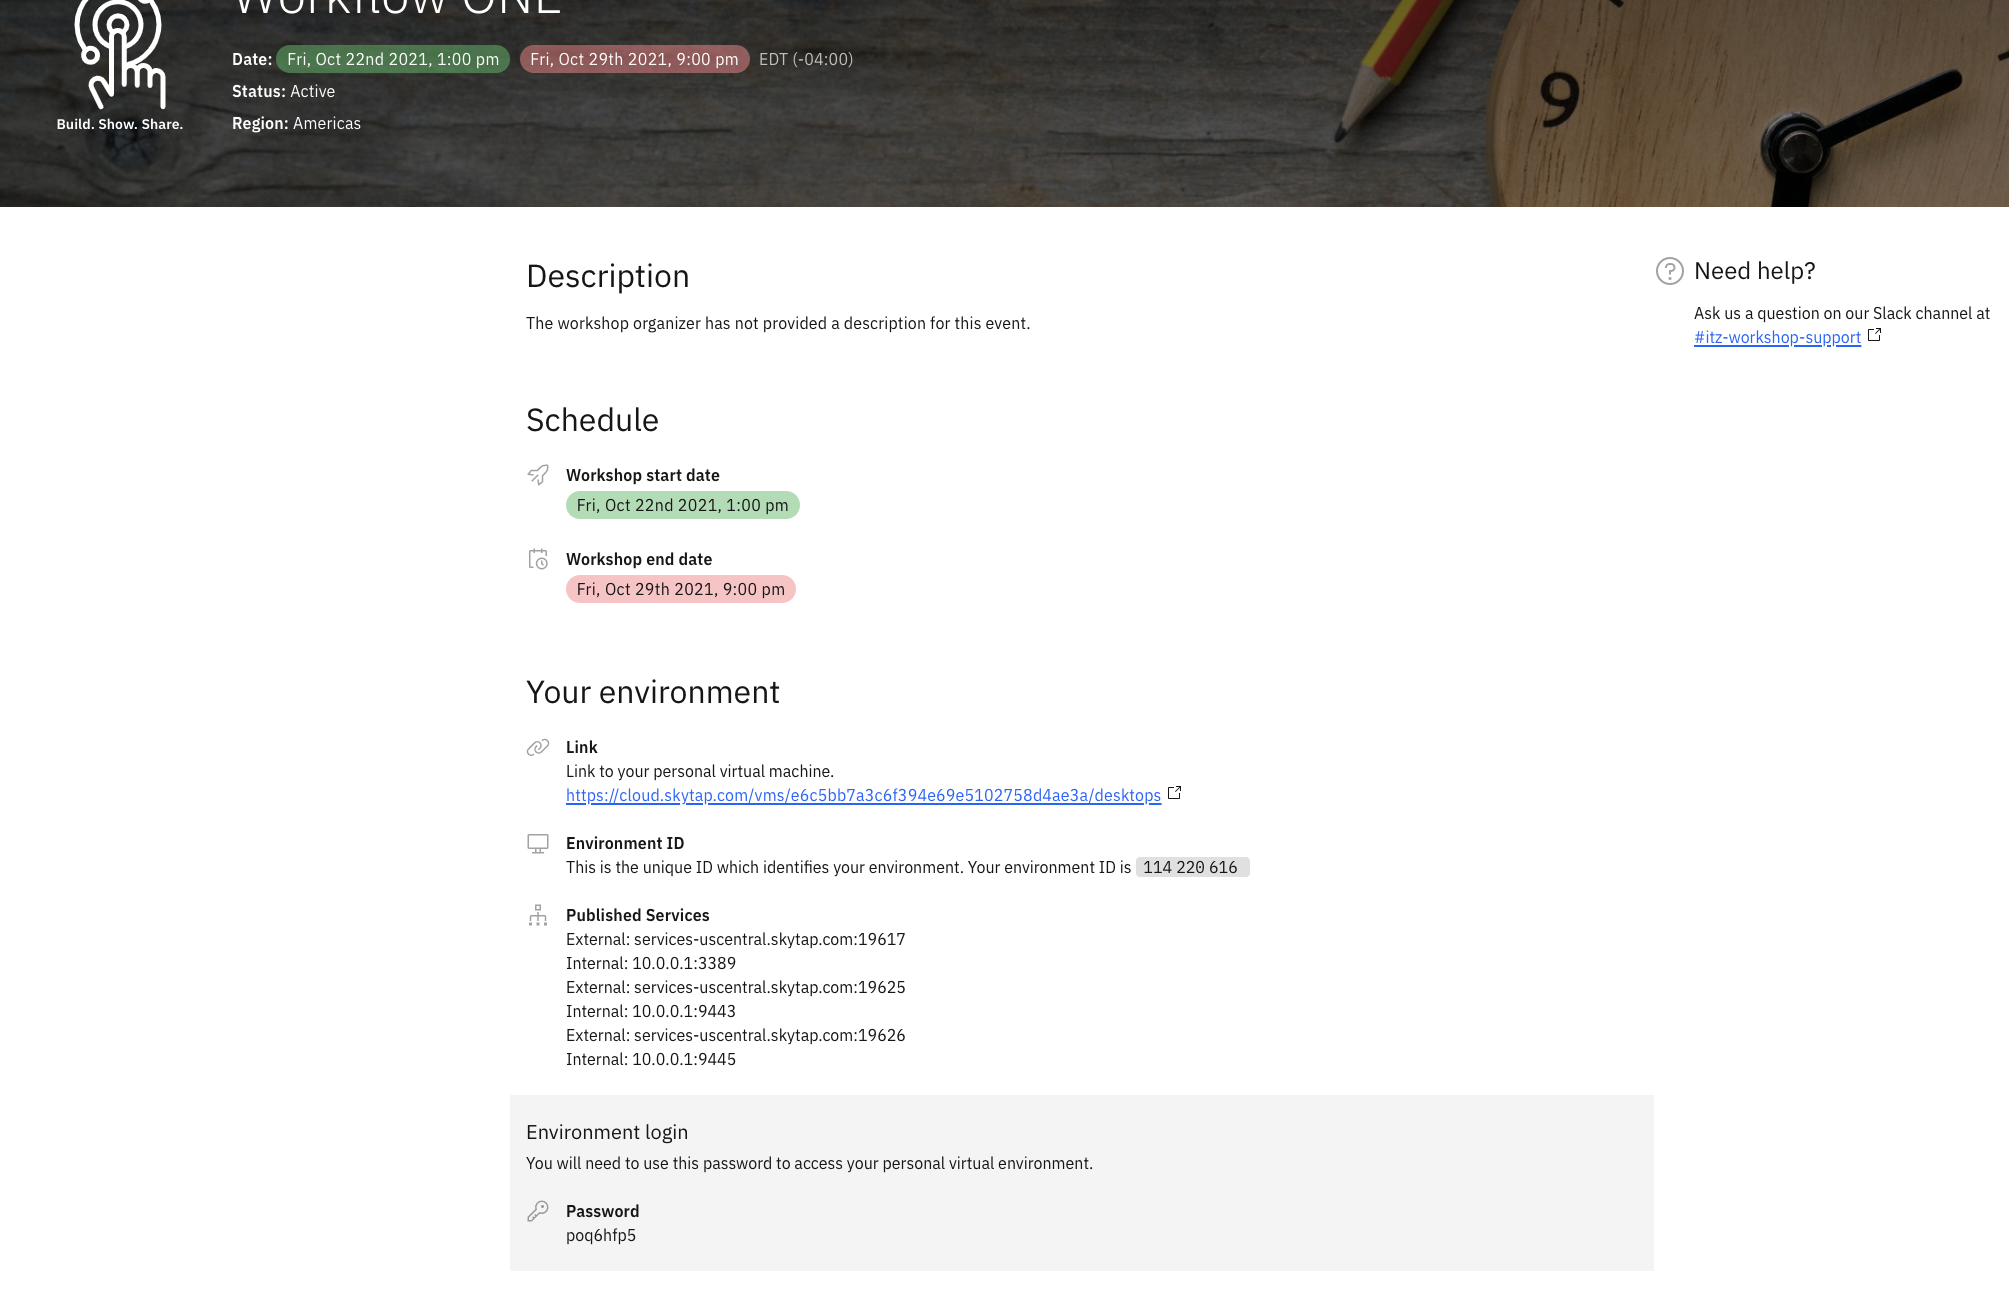 Workflow ONE
Date: Fri, Oct 22nd 2021, 1:00 pm Fri, Oct 29th 2021, 9:00 pm EDT (-04:00)
Status: Active
Region: Americas
Build. Show. Share.
9
Description
The workshop organizer has not provided a description for this event.
Need help?
Ask us a question on our Slack channel at
#itz-workshop-support
Schedule
Workshop start date
Fri, Oct 22nd 2021, 1:00 pm
Workshop end date
Fri, Oct 29th 2021, 9:00 pm
Your environment
Link
Link to your personal virtual machine.
https://cloud.skytap.com/vms/e6c5bb7a3c6f394e69e5102758d4ae3a/desktops
Environment ID
This is the unique ID which identifies your environment. Your environment ID is 114 220 616
Published Services
External: services-uscentral.skytap.com:19617
Internal: 10.0.0.1:3389
External: services-uscentral.skytap.com:19625
Internal: 10.0.0.1:9443
External: services-uscentral.skytap.com:19626
Internal: 10.0.0.1:9445
Environment login
You will need to use this password to access your personal virtual environment.
Password
poq6hfp5